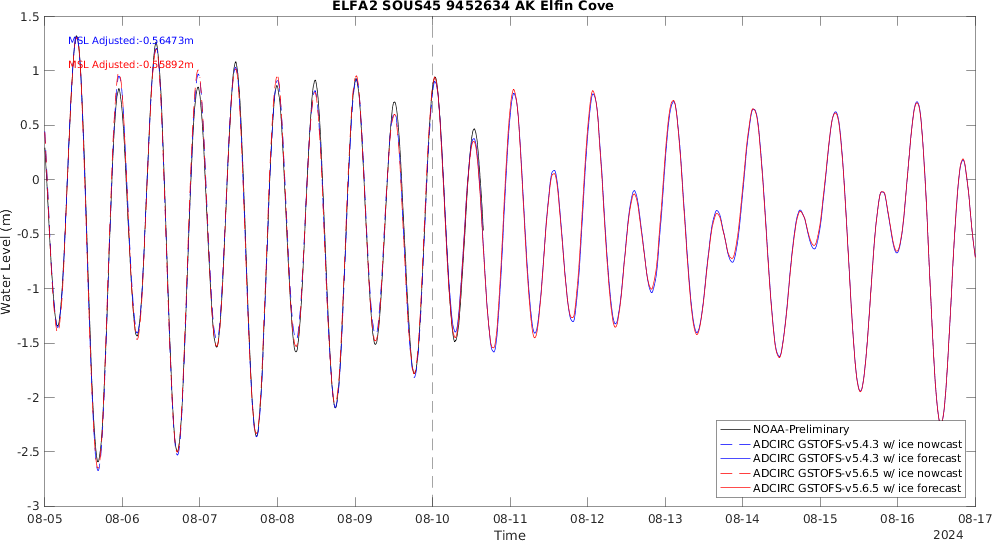 ELFA2 SOUS45 9452634 AK Elfin Cove
1.5
1
0.5
0
-0.5
-1
-1.5
-2
-2.5
-3
Water Level (m)
MSL Adjusted:-0.56473m
MSL Adjusted:-0.55892m
NOAA-Preliminary
ADCIRC GSTOFS-v5.4.3 w/ ice nowcast
ADCIRC GSTOFS-v5.4.3 w/ ice forecast
ADCIRC GSTOFS-v5.6.5 w/ ice nowcast
ADCIRC GSTOFS-v5.6.5 w/ ice forecast
08-05 08-06 08-07 08-08 08-09 08-10 08-11 08-12 08-13 08-14 08-15 08-16 08-17
Time
2024